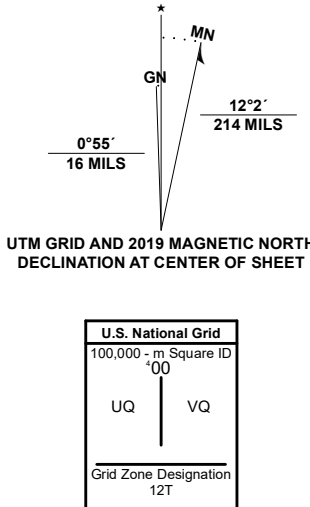 ★
MN
GN
0°55´
16 MILS
12°2´
214 MILS
UTM GRID AND 2019 MAGNETIC NORTH
DECLINATION AT CENTER OF SHEET
U.S. National Grid
100,000 - m Square ID
⁴00
UQ VQ
Grid Zone Designation
12T